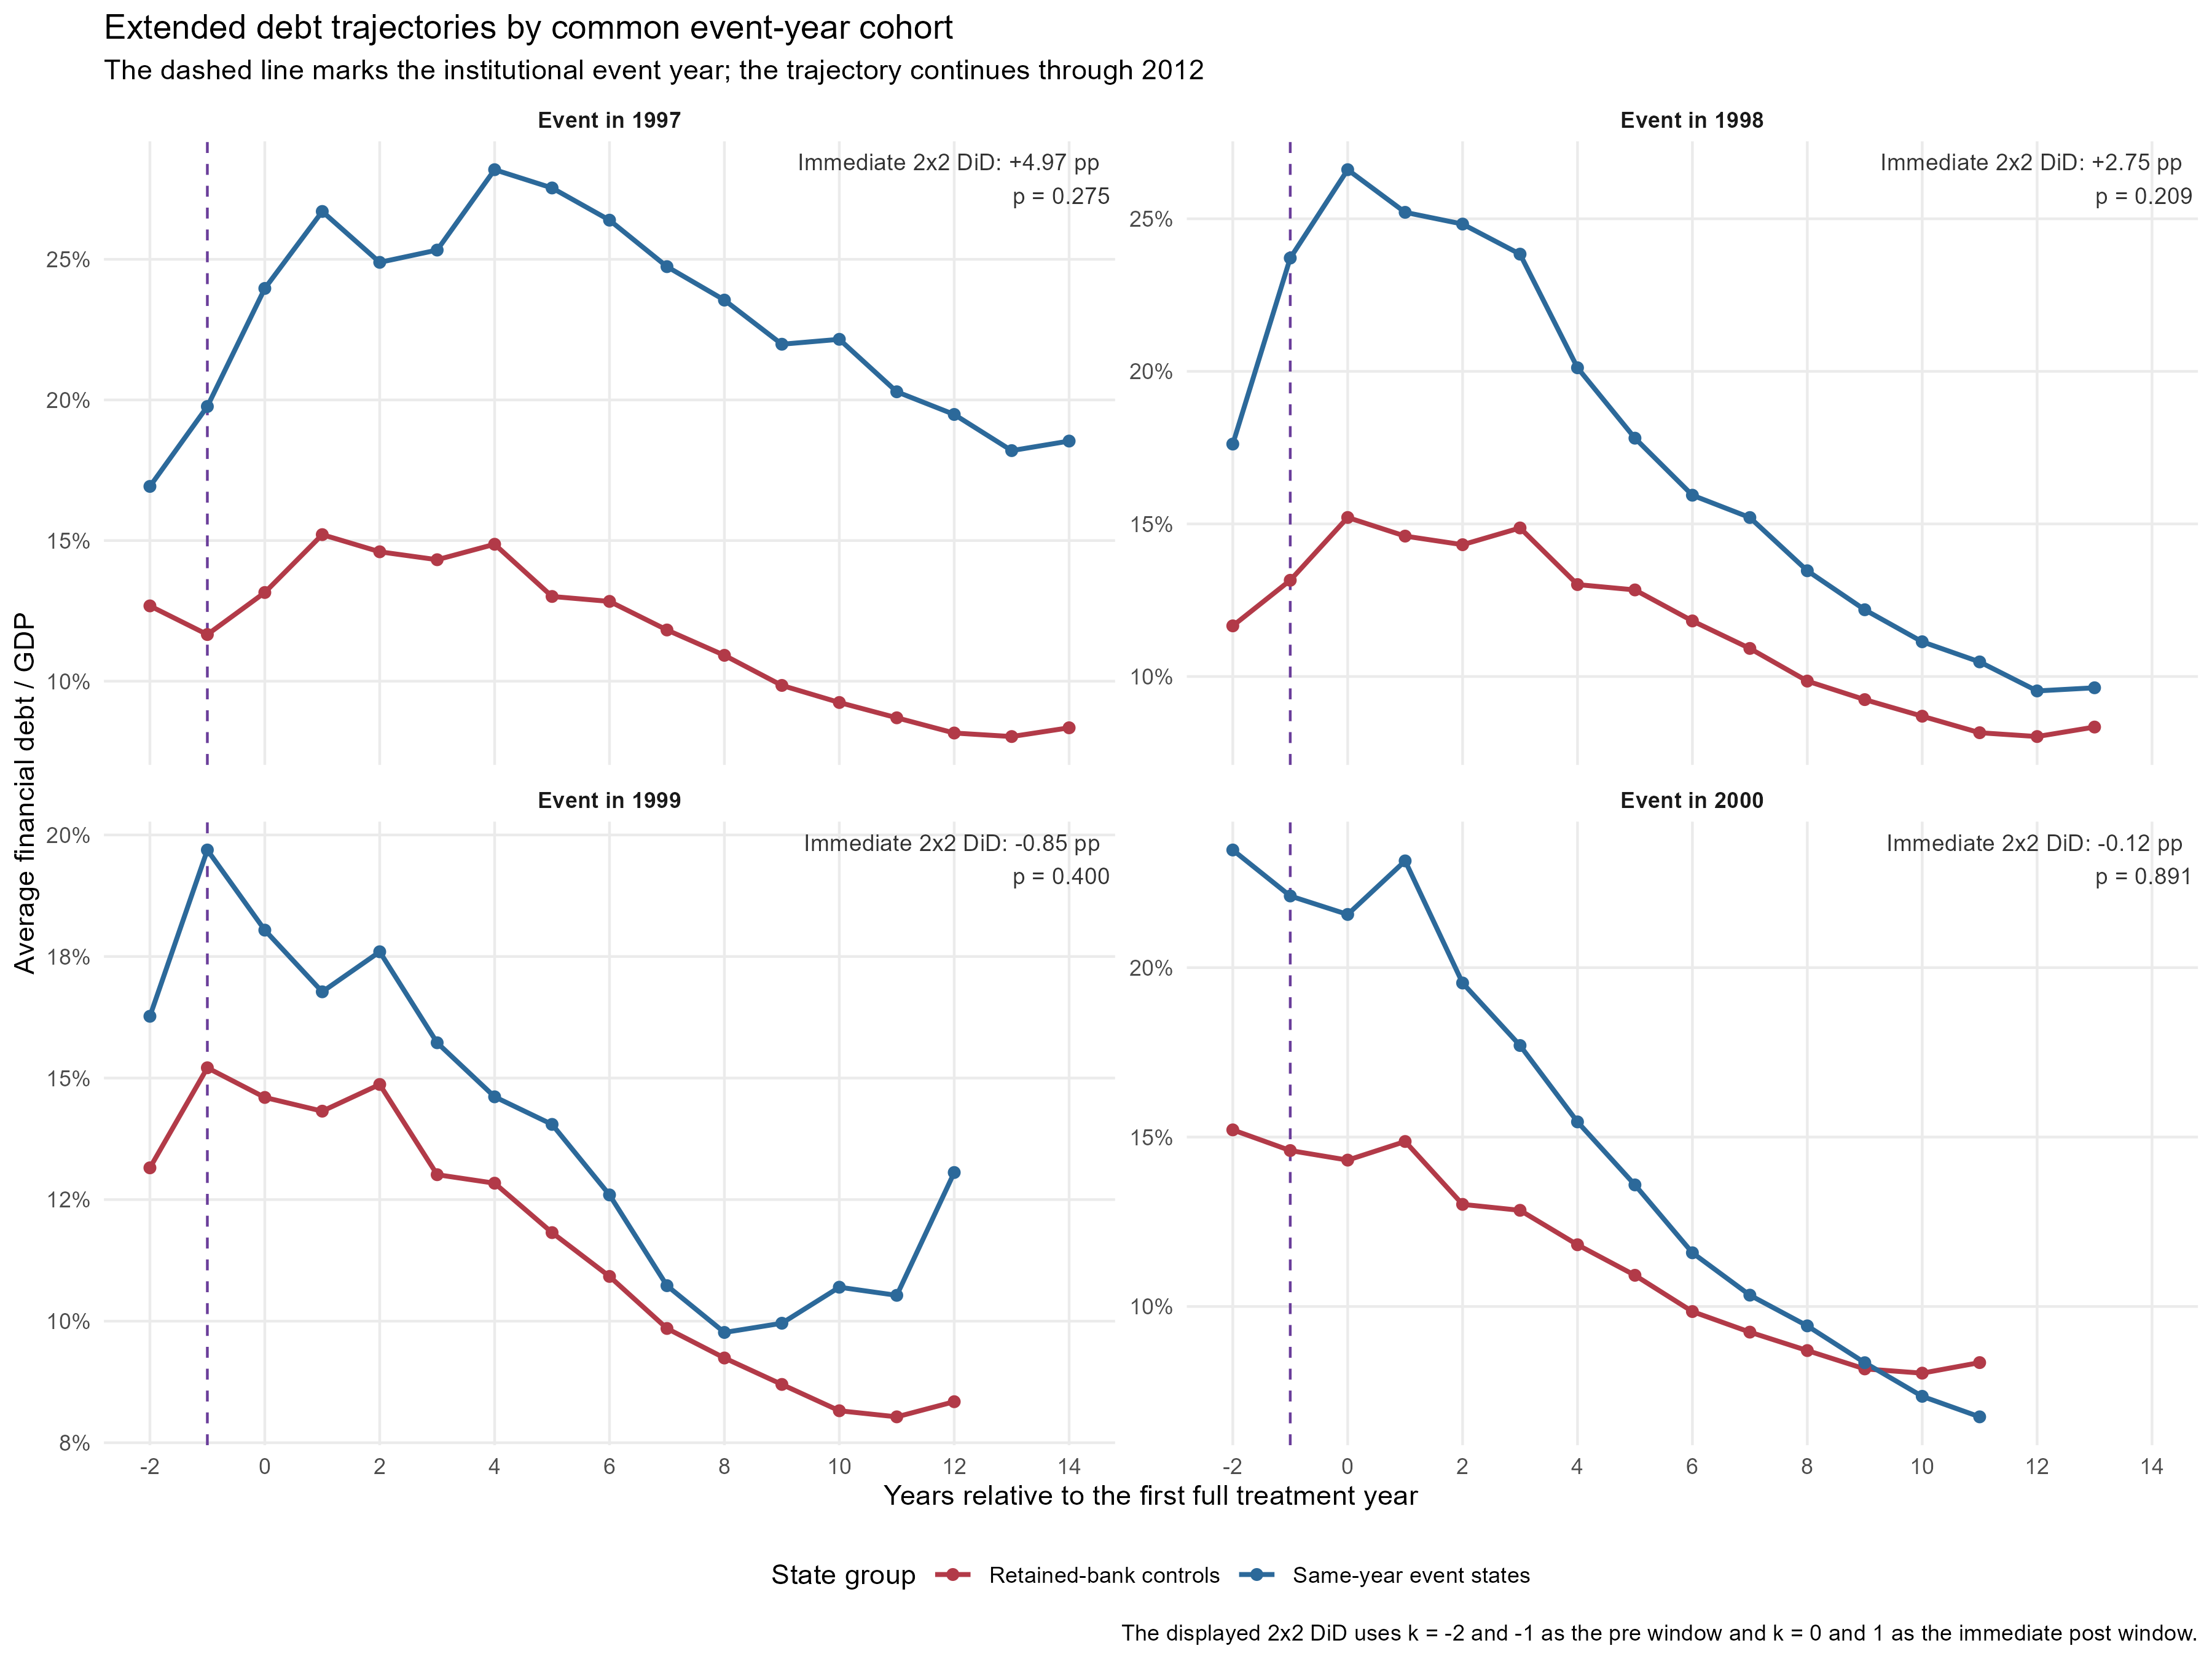 Extended debt trajectories by common event-year cohort
The dashed line marks the institutional event year; the trajectory continues through 2012
Event in 1997
Immediate 2x2 DiD: +4.97 pp
p = 0.275
25%
20%
15%
10%
Event in 1998
Immediate 2x2 DiD: +2.75 pp
p = 0.209
25%
20%
15%
10%
Average financial debt / GDP
Event in 1999
Immediate 2x2 DiD: -0.85 pp
p = 0.400
20%
18%
15%
12%
10%
8%
-2 0 2 4 6 8 10 12 14
Event in 2000
Immediate 2x2 DiD: -0.12 pp
p = 0.891
20%
15%
10%
-2 0 2 4 6 8 10 12 14
Years relative to the first full treatment year
State group Retained-bank controls Same-year event states
The displayed 2x2 DiD uses k = -2 and -1 as the pre window and k = 0 and 1 as the immediate post window.